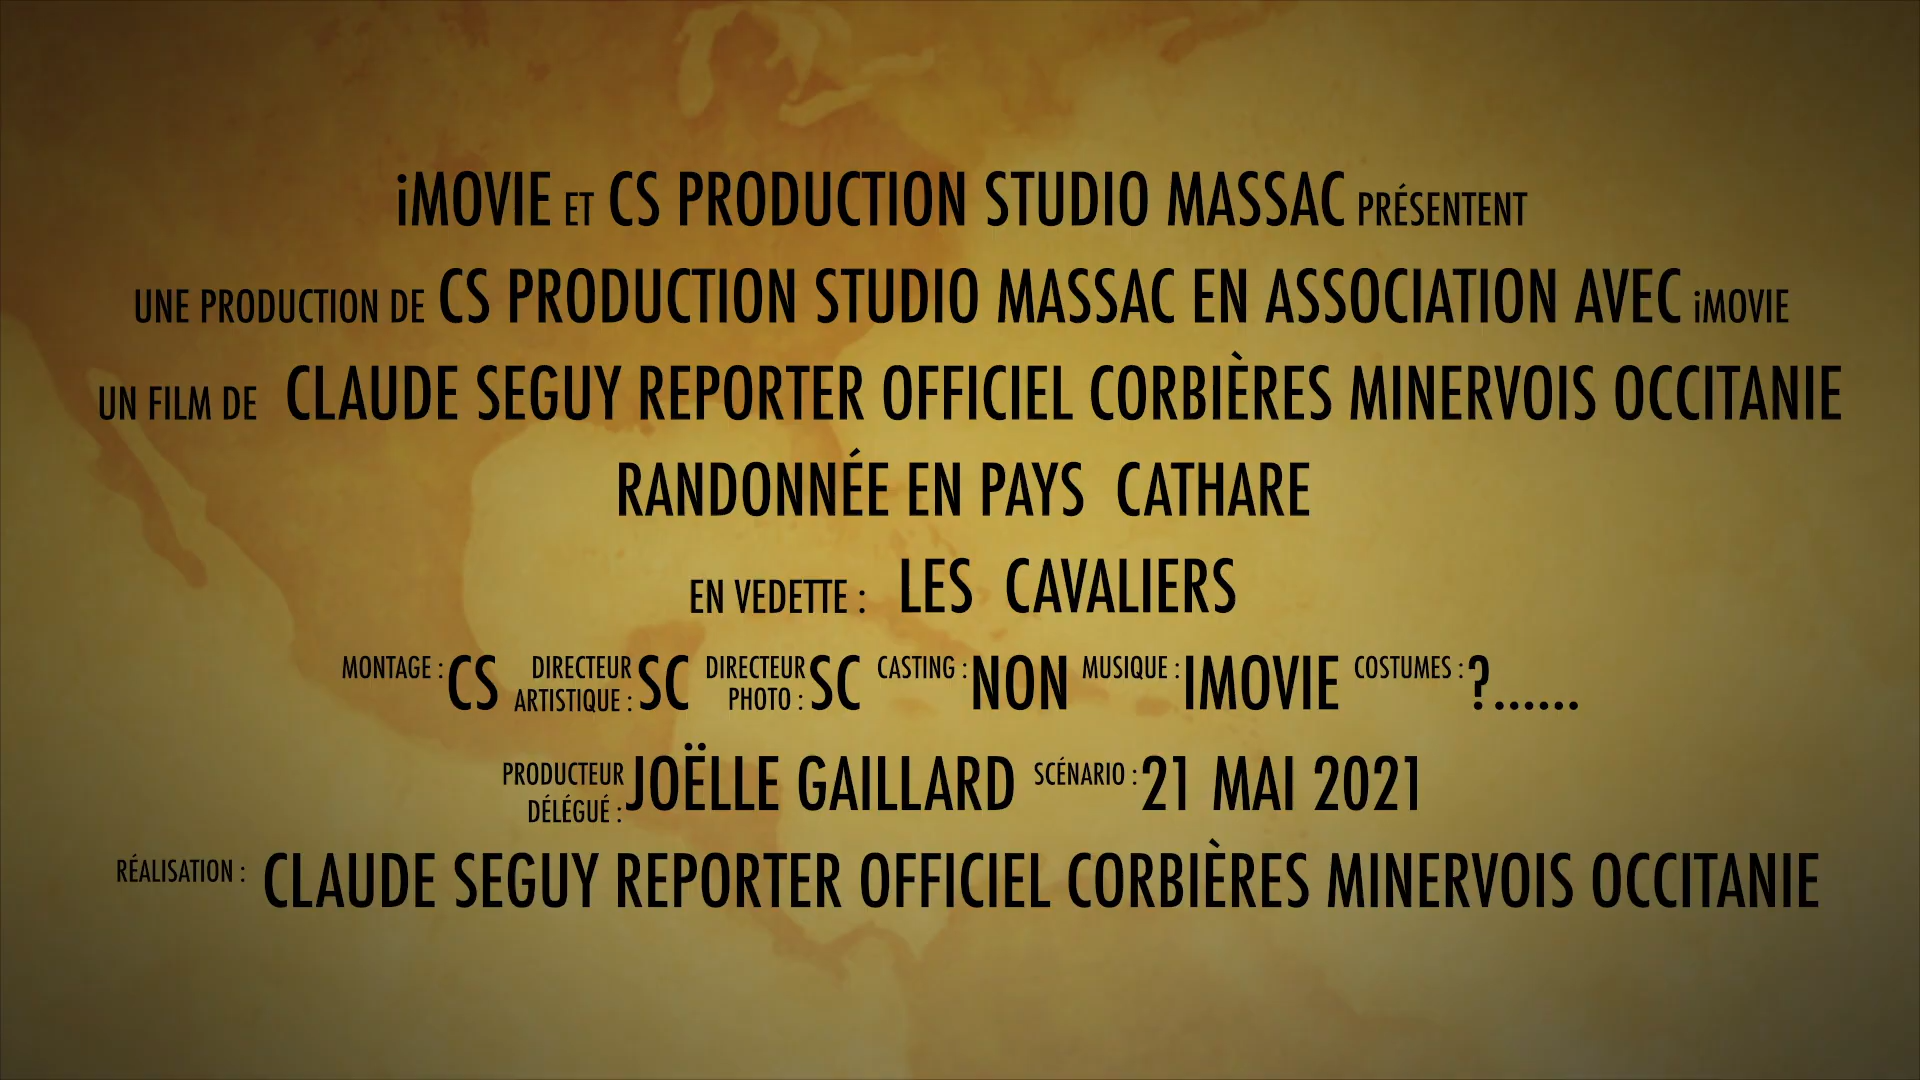 iMOVIE ET CS PRODUCTION STUDIO MASSAC PRÉSENTENT
UNE PRODUCTION DE CS PRODUCTION STUDIO MASSAC EN ASSOCIATION AVEC iMOVIE
UN FILM DE CLAUDE SEGUY REPORTER OFFICIEL CORBIÈRES MINERVOIS OCCITANIE
RANDONNÉE EN PAYS CATHARE
EN VEDETTE : LES CAVALIERS
MONTAGE : CS DIRECTEUR ARTISTIQUE : SC DIRECTEUR PHOTO : SC CASTING : NON MUSIQUE : IMOVIE COSTUMES : ?......
PRODUCTEUR DÉLÉGUÉ : JOËLLE GAILLARD SCÉNARIO : 21 MAI 2021
RÉALISATION : CLAUDE SEGUY REPORTER OFFICIEL CORBIÈRES MINERVOIS OCCITANIE